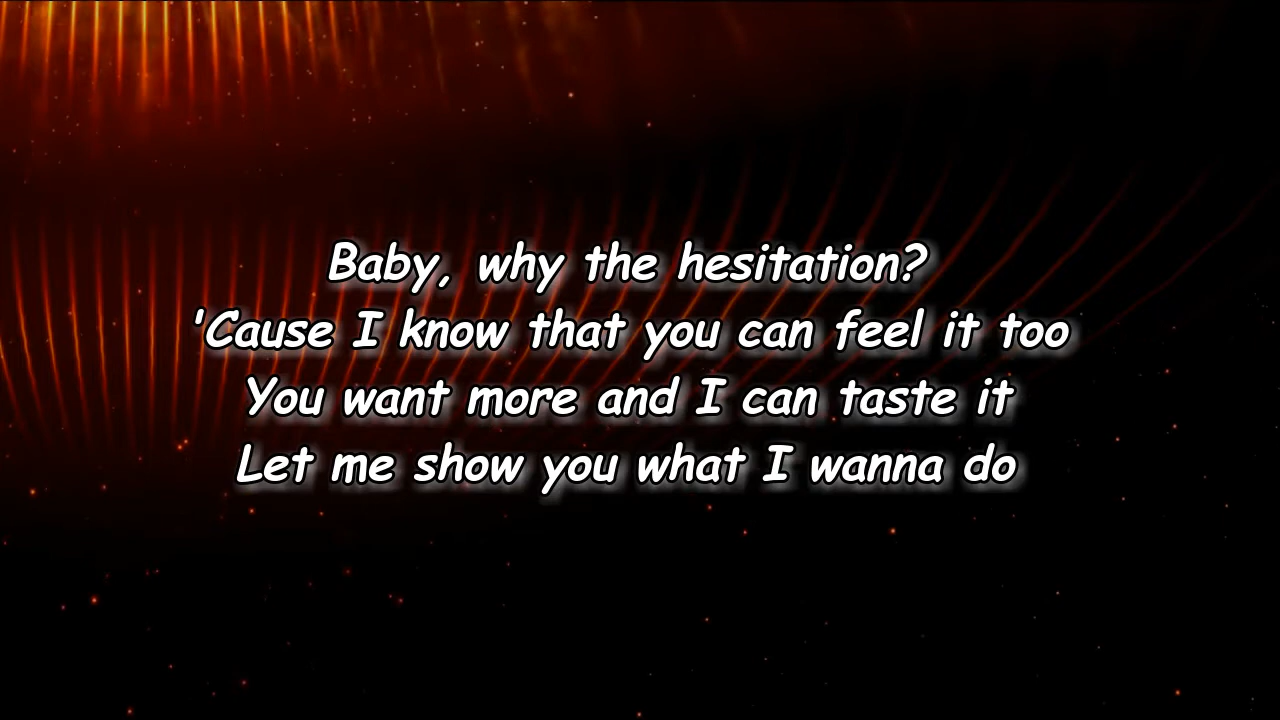 Baby, why the hesitation?
'Cause I know that you can feel it too
You want more and I can taste it
Let me show you what I wanna do